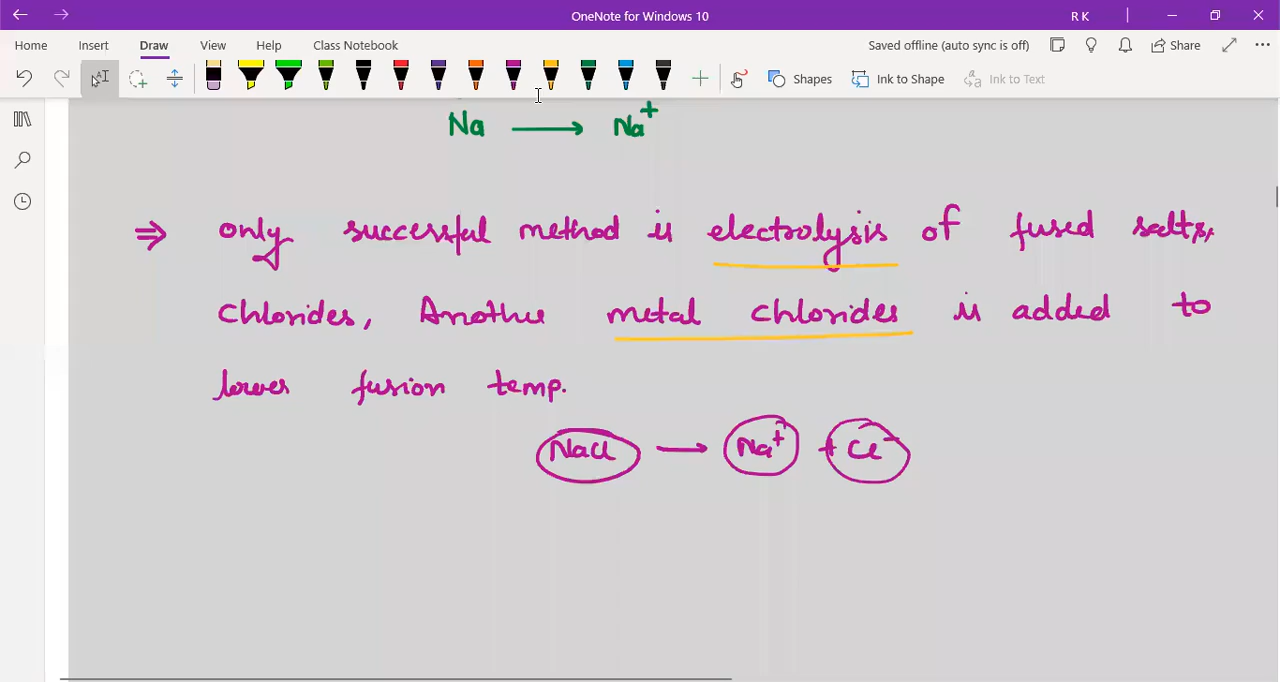 OneNote for Windows 10
R K
Home Insert Draw View Help Class Notebook
Saved offline (auto sync is off)
Share
Shapes
Ink to Shape
Ink to Text
Na → Na⁺
⇒ only successful method is electrolysis of fused salts,
chlorides, Another metal chlorides is added to
lower fusion temp.
NaCl → Na⁺ + Cl⁻